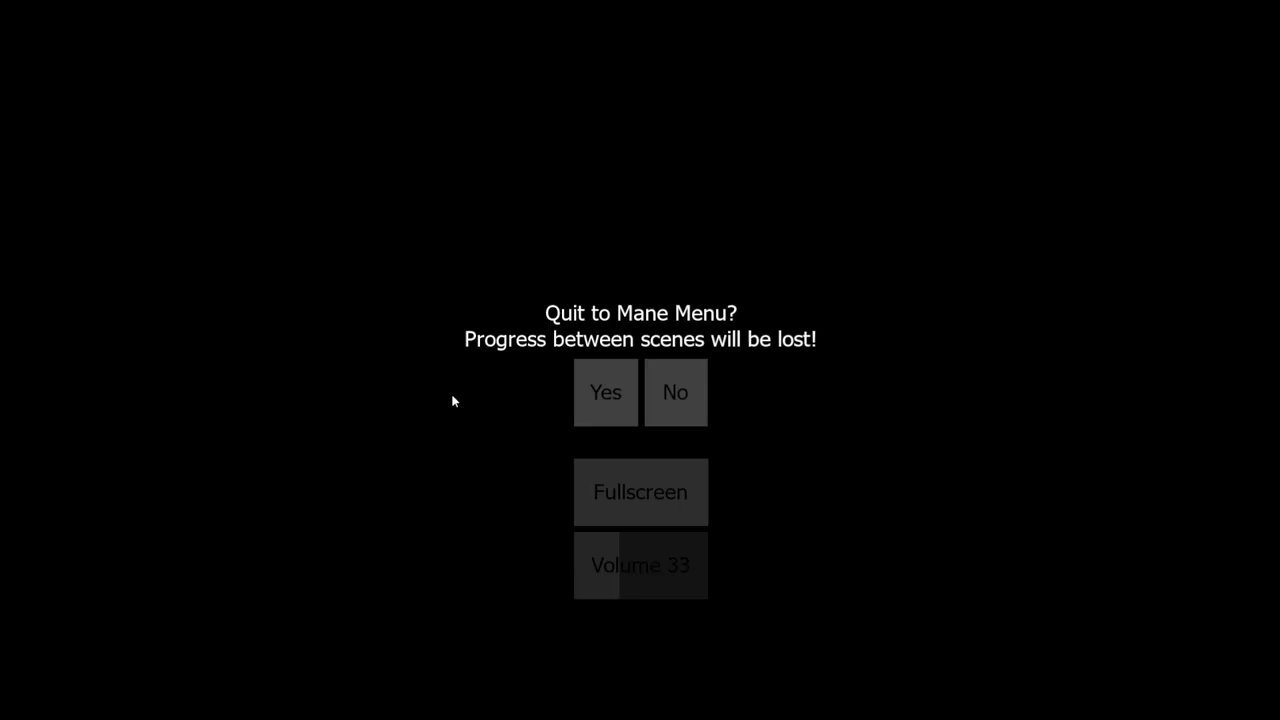 Quit to Mane Menu?
Progress between scenes will be lost!
Yes No
Fullscreen
Volume 33